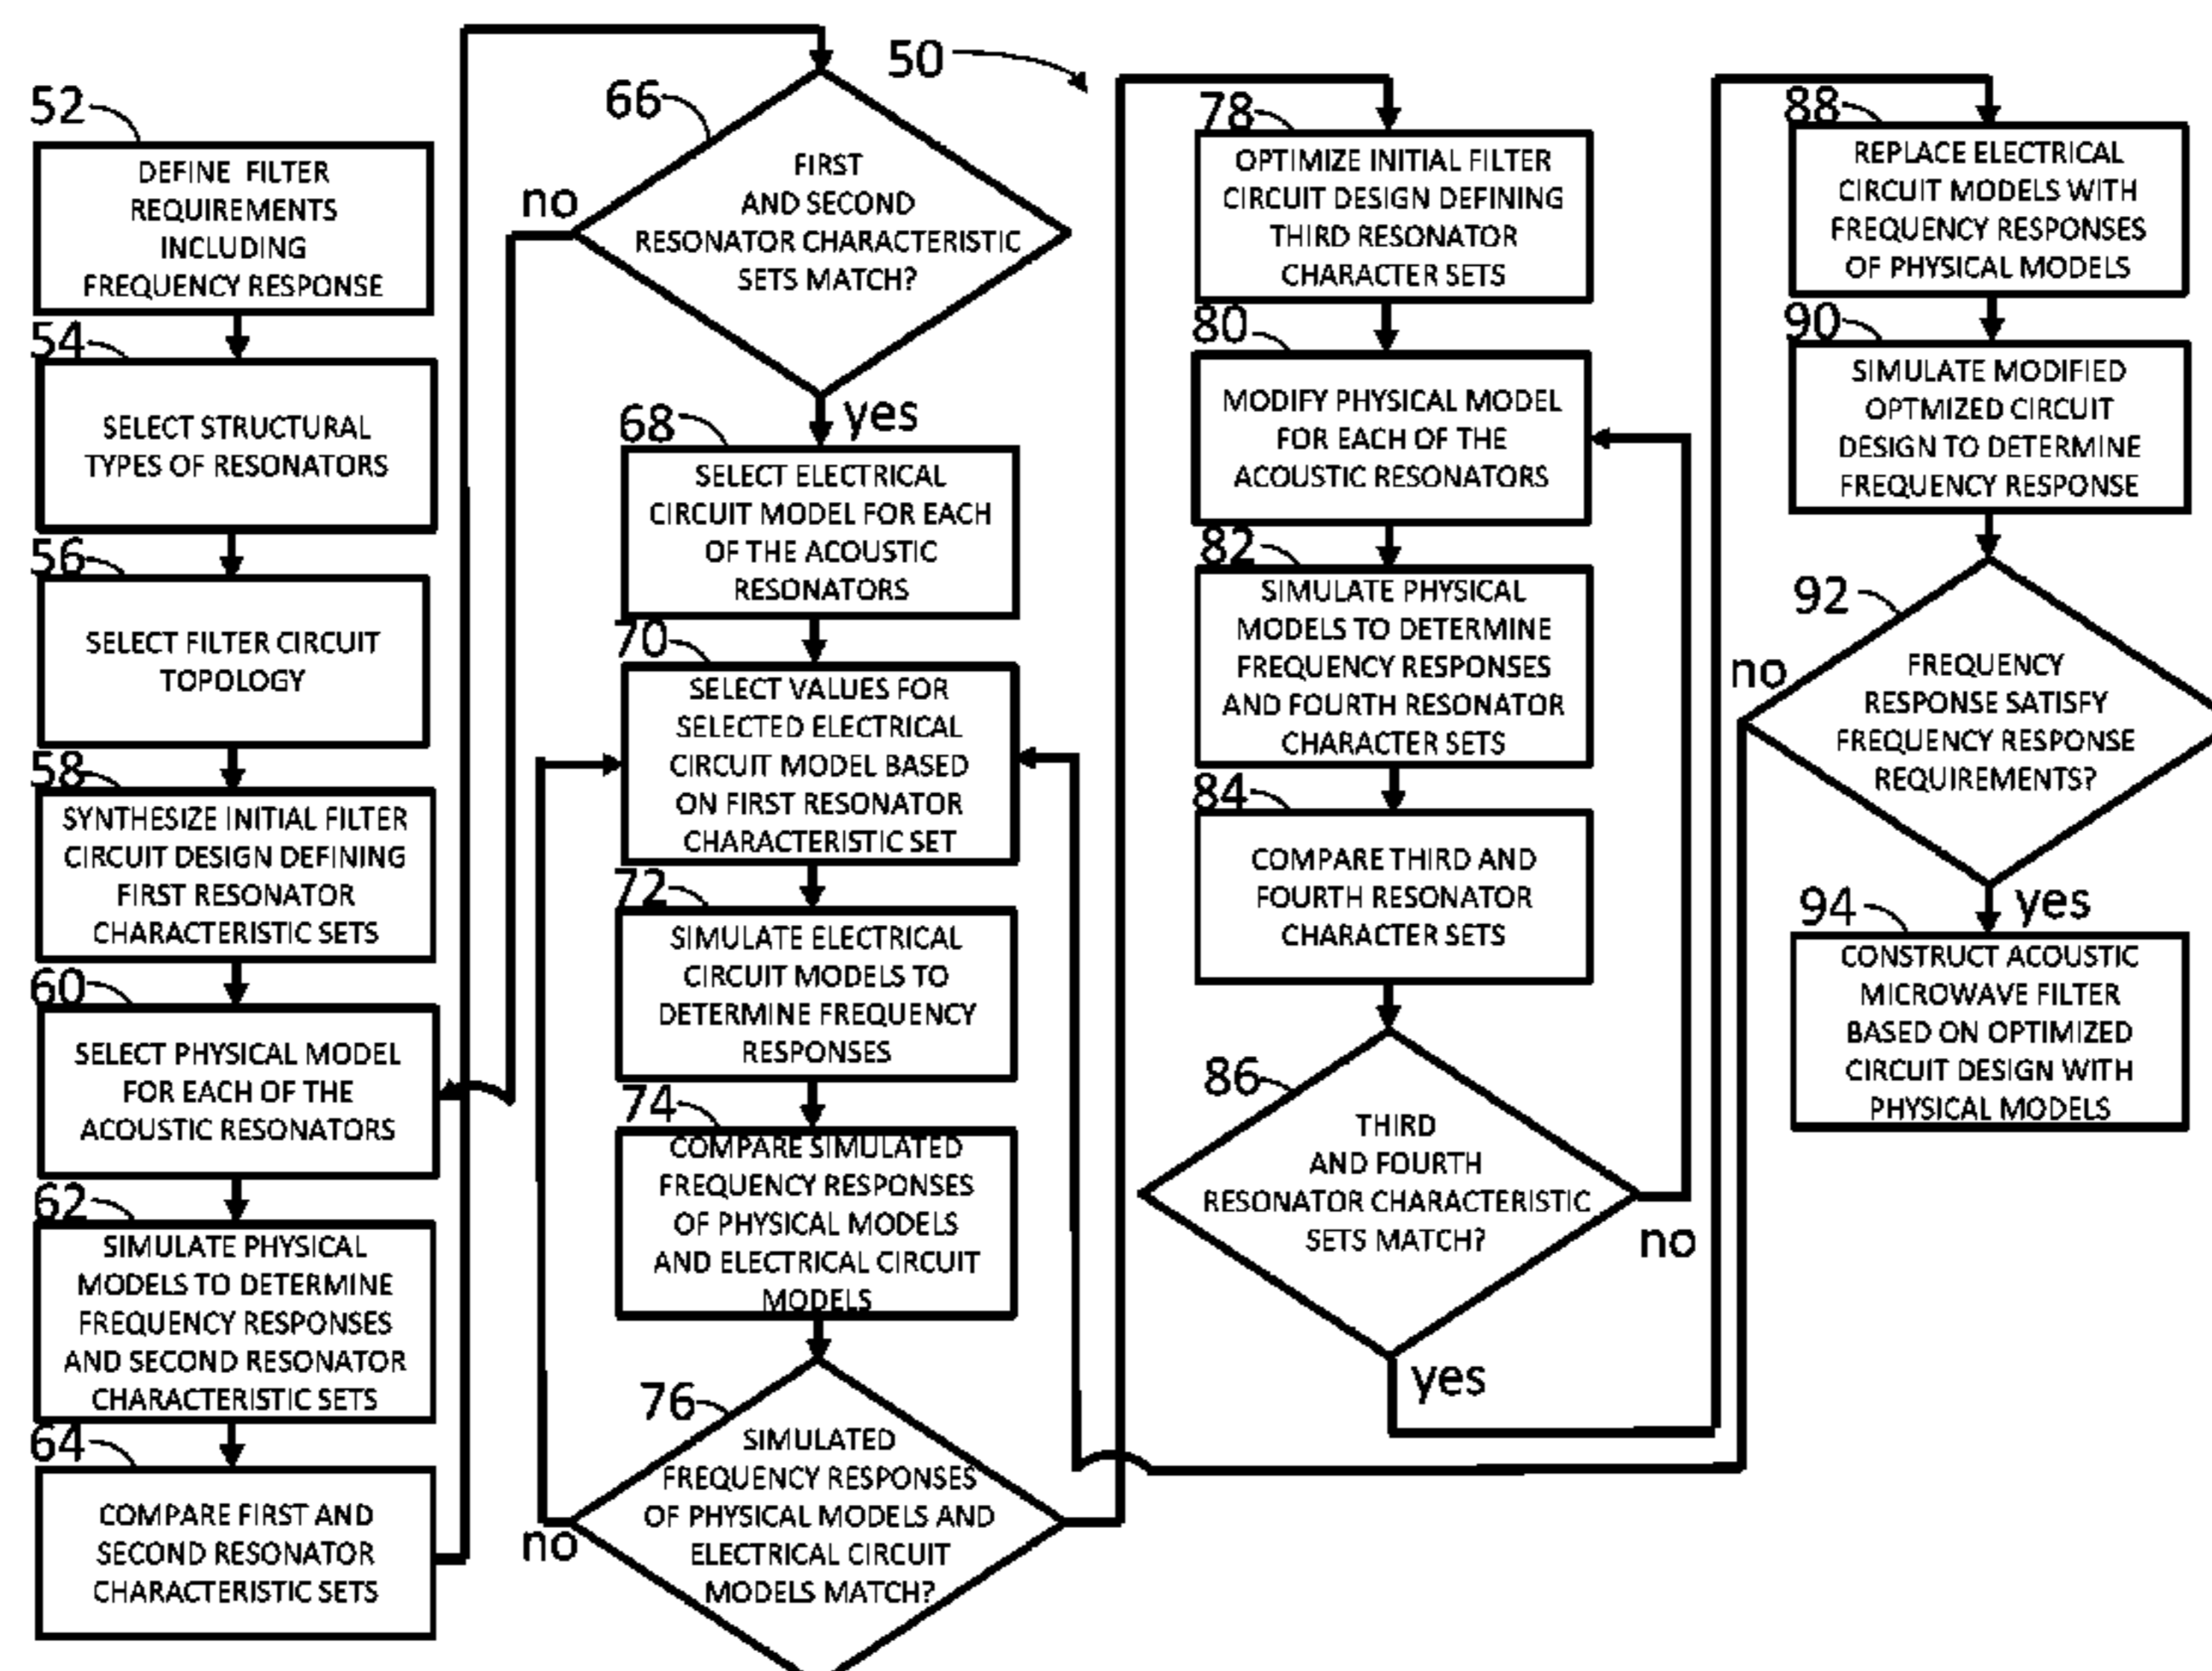 50
52
DEFINE FILTER
REQUIREMENTS
INCLUDING
FREQUENCY RESPONSE
54
SELECT STRUCTURAL
TYPES OF RESONATORS
56
SELECT FILTER CIRCUIT
TOPOLOGY
58
SYNTHESIZE INITIAL FILTER
CIRCUIT DESIGN DEFINING
FIRST RESONATOR
CHARACTERISTIC SETS
60
SELECT PHYSICAL MODEL
FOR EACH OF THE
ACOUSTIC RESONATORS
62
SIMULATE PHYSICAL
MODELS TO DETERMINE
FREQUENCY RESPONSES
AND SECOND RESONATOR
CHARACTERISTIC SETS
64
COMPARE FIRST AND
SECOND RESONATOR
CHARACTERISTIC SETS
66
FIRST
AND SECOND
RESONATOR CHARACTERISTIC
SETS MATCH?
no
yes
68
SELECT ELECTRICAL
CIRCUIT MODEL FOR EACH
OF THE ACOUSTIC
RESONATORS
70
SELECT VALUES FOR
SELECTED ELECTRICAL
CIRCUIT MODEL BASED
ON FIRST RESONATOR
CHARACTERISTIC SET
72
SIMULATE ELECTRICAL
CIRCUIT MODELS TO
DETERMINE FREQUENCY
RESPONSES
74
COMPARE SIMULATED
FREQUENCY RESPONSES
OF PHYSICAL MODELS
AND ELECTRICAL CIRCUIT
MODELS
76
SIMULATED
FREQUENCY RESPONSES
OF PHYSICAL MODELS AND
ELECTRICAL CIRCUIT
MODELS MATCH?
no
78
OPTIMIZE INITIAL FILTER
CIRCUIT DESIGN DEFINING
THIRD RESONATOR
CHARACTER SETS
80
MODIFY PHYSICAL MODEL
FOR EACH OF THE
ACOUSTIC RESONATORS
82
SIMULATE PHYSICAL
MODELS TO DETERMINE
FREQUENCY RESPONSES
AND FOURTH RESONATOR
CHARACTER SETS
84
COMPARE THIRD AND
FOURTH RESONATOR
CHARACTER SETS
86
THIRD
AND FOURTH
RESONATOR CHARACTERISTIC
SETS MATCH?
no
yes
88
REPLACE ELECTRICAL
CIRCUIT MODELS WITH
FREQUENCY RESPONSES
OF PHYSICAL MODELS
90
SIMULATE MODIFIED
OPTMIZED CIRCUIT
DESIGN TO DETERMINE
FREQUENCY RESPONSE
92
FREQUENCY
RESPONSE SATISFY
FREQUENCY RESPONSE
REQUIREMENTS?
no
yes
94
CONSTRUCT ACOUSTIC
MICROWAVE FILTER
BASED ON OPTIMIZED
CIRCUIT DESIGN WITH
PHYSICAL MODELS